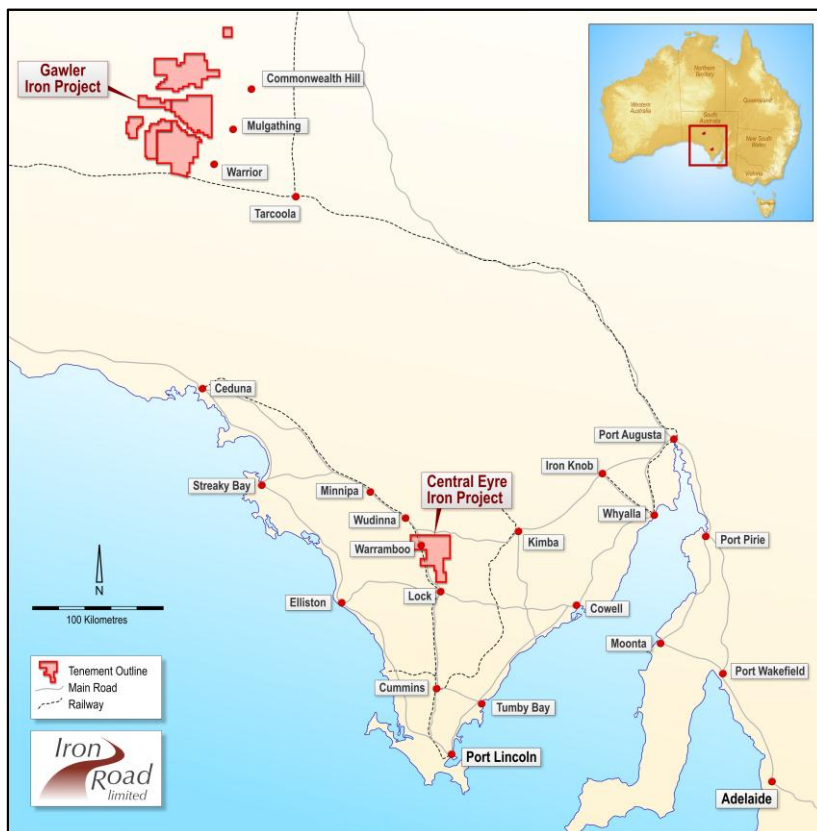 Gawler
Iron Project
Commonwealth Hill
Mulgathing
Warrior
Tarcoola
Northern
Territory
Western
Australia
Queensland
South
Australia
New South
Wales
Victoria
Ceduna
Port Augusta
Iron Knob
Streaky Bay
Minnipa
Central Eyre
Iron Project
Wudinna
Whyalla
Warramboo
Kimba
Port Pirie
N
100 Kilometres
Elliston
Lock
Cowell
Moonta
Port Wakefield
Tenement Outline
Main Road
Railway
Cummins
Tumby Bay
Iron
Road
limited
Port Lincoln
Adelaide